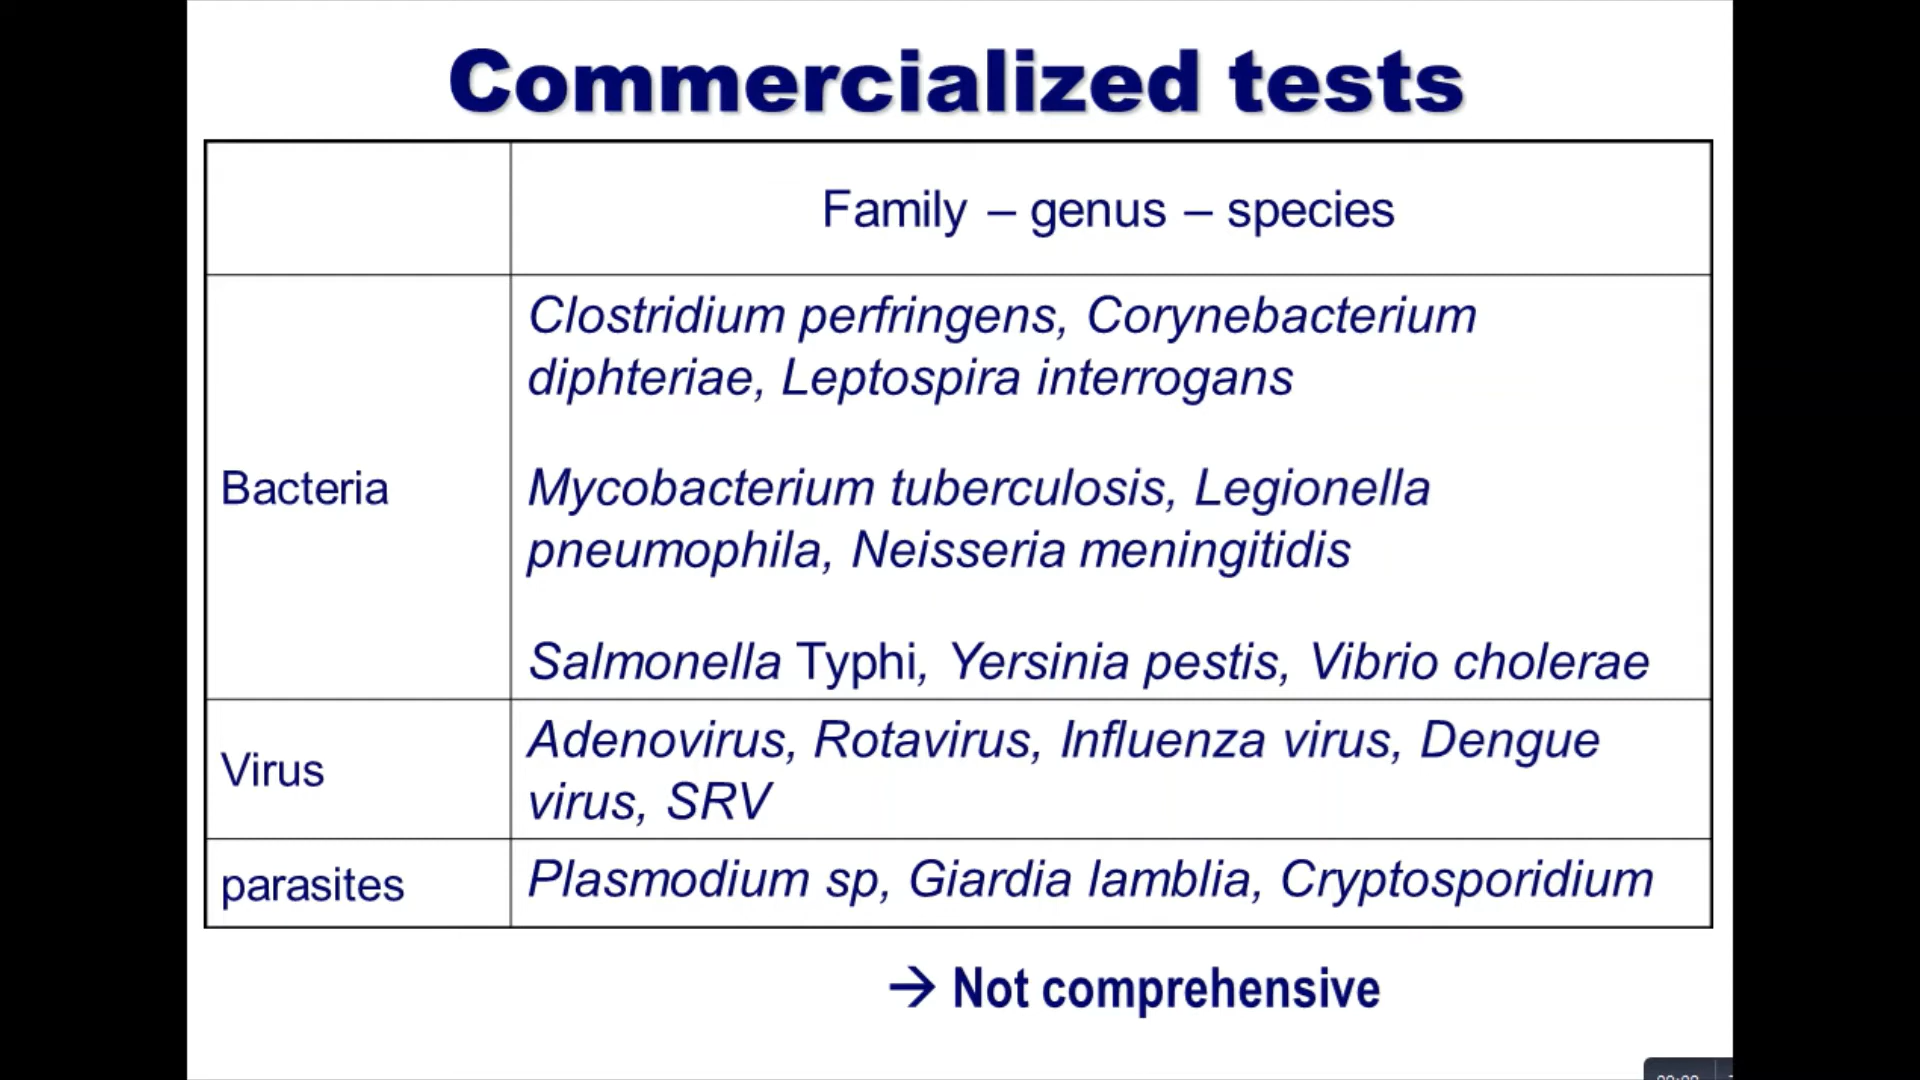 Commercialized tests
Family – genus – species
Bacteria
Clostridium perfringens, Corynebacterium
diphteriae, Leptospira interrogans
Mycobacterium tuberculosis, Legionella
pneumophila, Neisseria meningitidis
Salmonella Typhi, Yersinia pestis, Vibrio cholerae
Virus
Adenovirus, Rotavirus, Influenza virus, Dengue
virus, SRV
parasites
Plasmodium sp, Giardia lamblia, Cryptosporidium
→ Not comprehensive